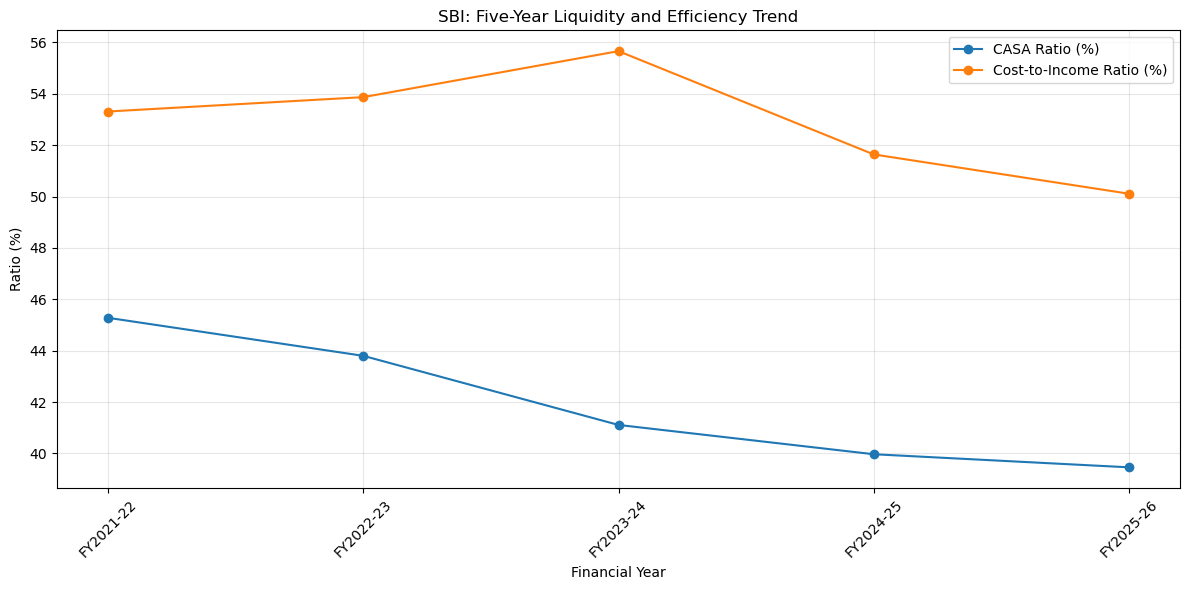 SBI: Five-Year Liquidity and Efficiency Trend
CASA Ratio (%)
Cost-to-Income Ratio (%)
Ratio (%)
56
54
52
50
48
46
44
42
40
FY2021-22
FY2022-23
FY2023-24
FY2024-25
FY2025-26
Financial Year